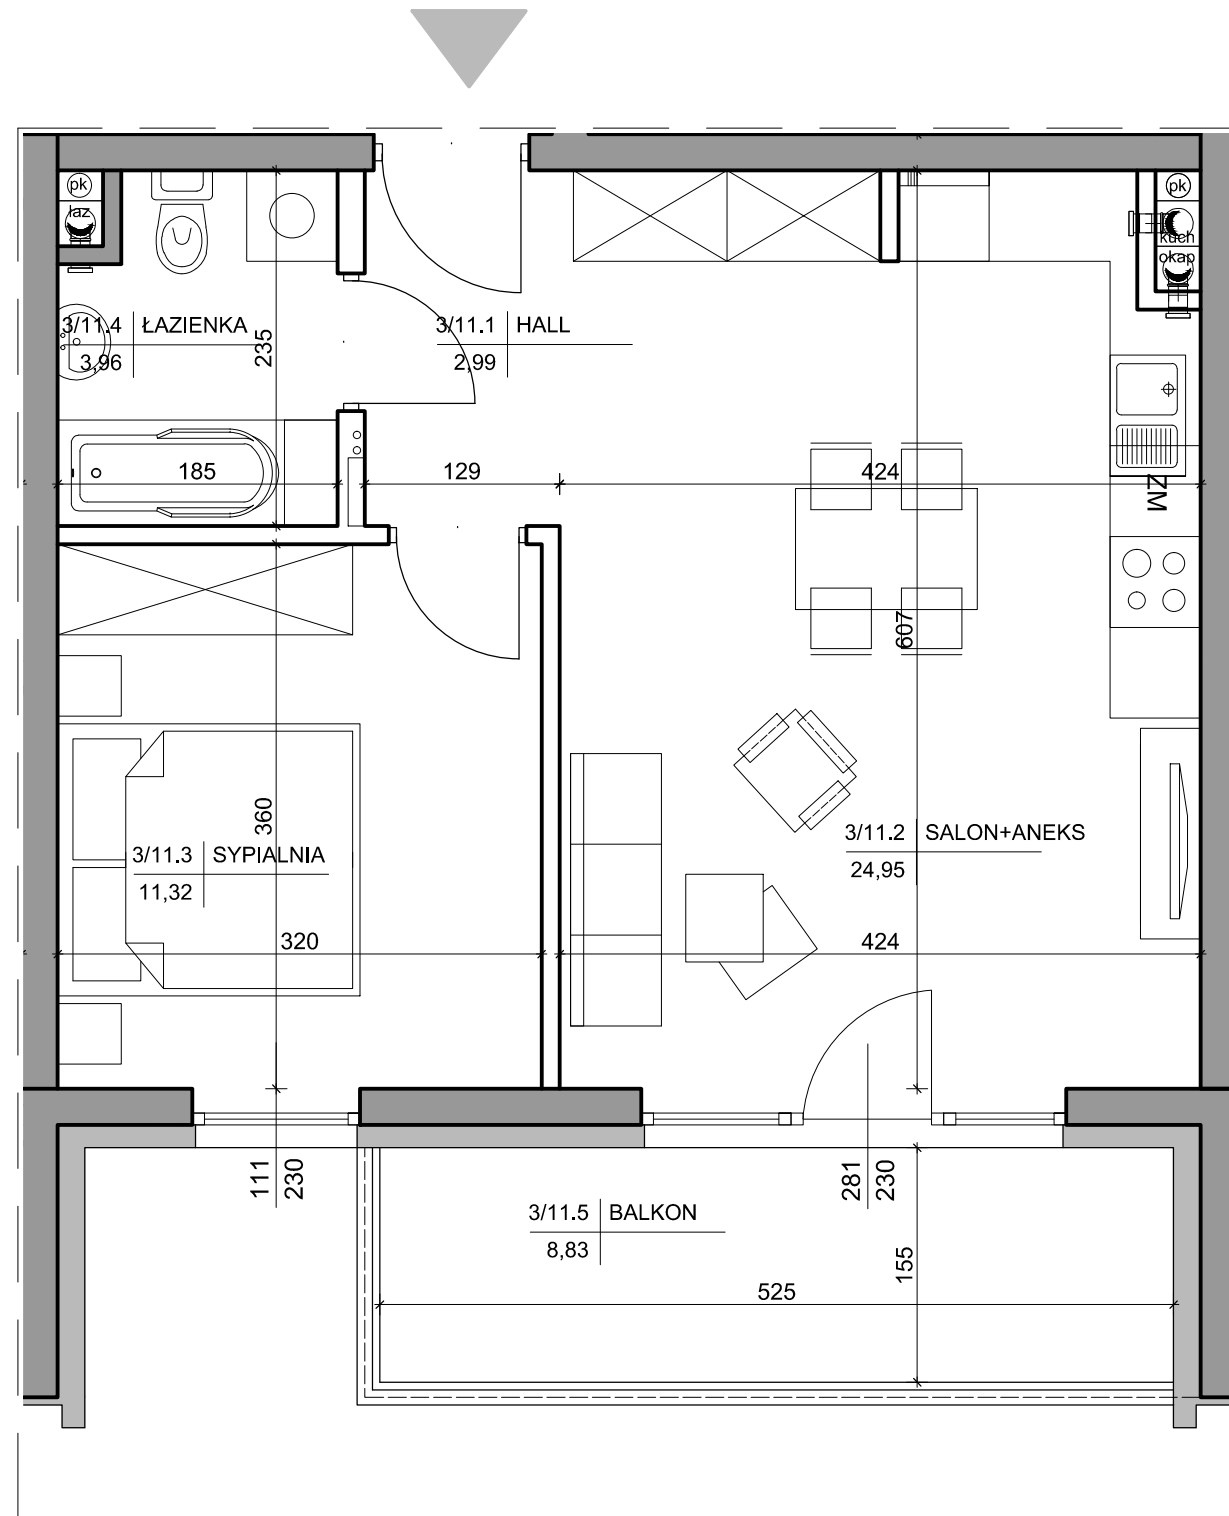 pk
łaz
pk
kuch
okap
3/11.4 ŁAZIENKA
3,96
235
3/11.1 HALL
2,99
185
129
424
ZM
607
360
3/11.3 SYPIALNIA
11,32
3/11.2 SALON+ANEKS
24,95
320
424
111
230
281
230
3/11.5 BALKON
8,83
155
525